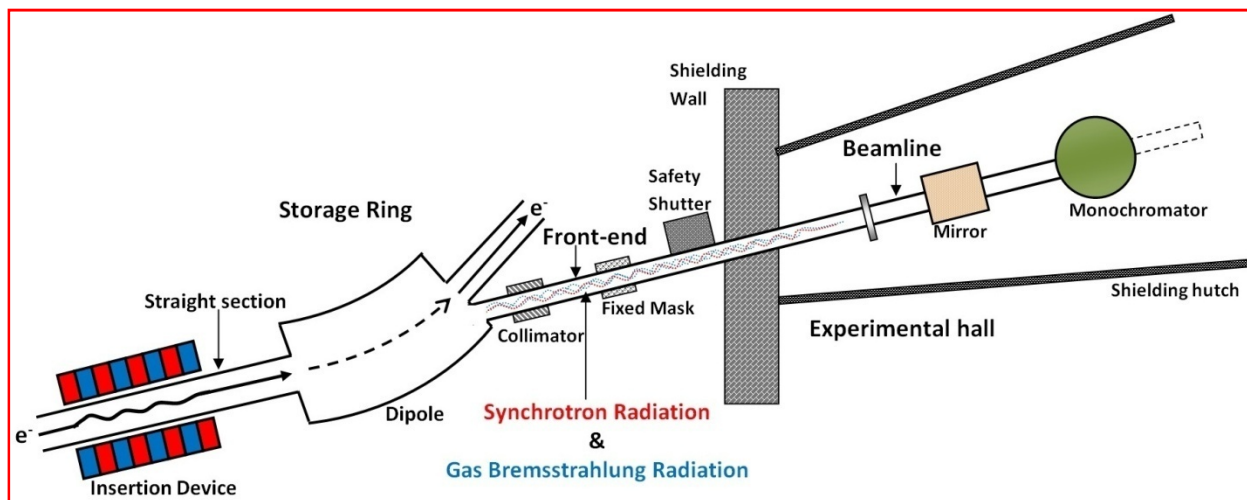 Shielding
Wall
Beamline
Safety
Shutter
Monochromator
Storage Ring
e-
Front-end
Mirror
Straight section
Fixed Mask
Shielding hutch
Collimator
Experimental hall
Dipole
Synchrotron Radiation
&
Gas Bremsstrahlung Radiation
e-
Insertion Device